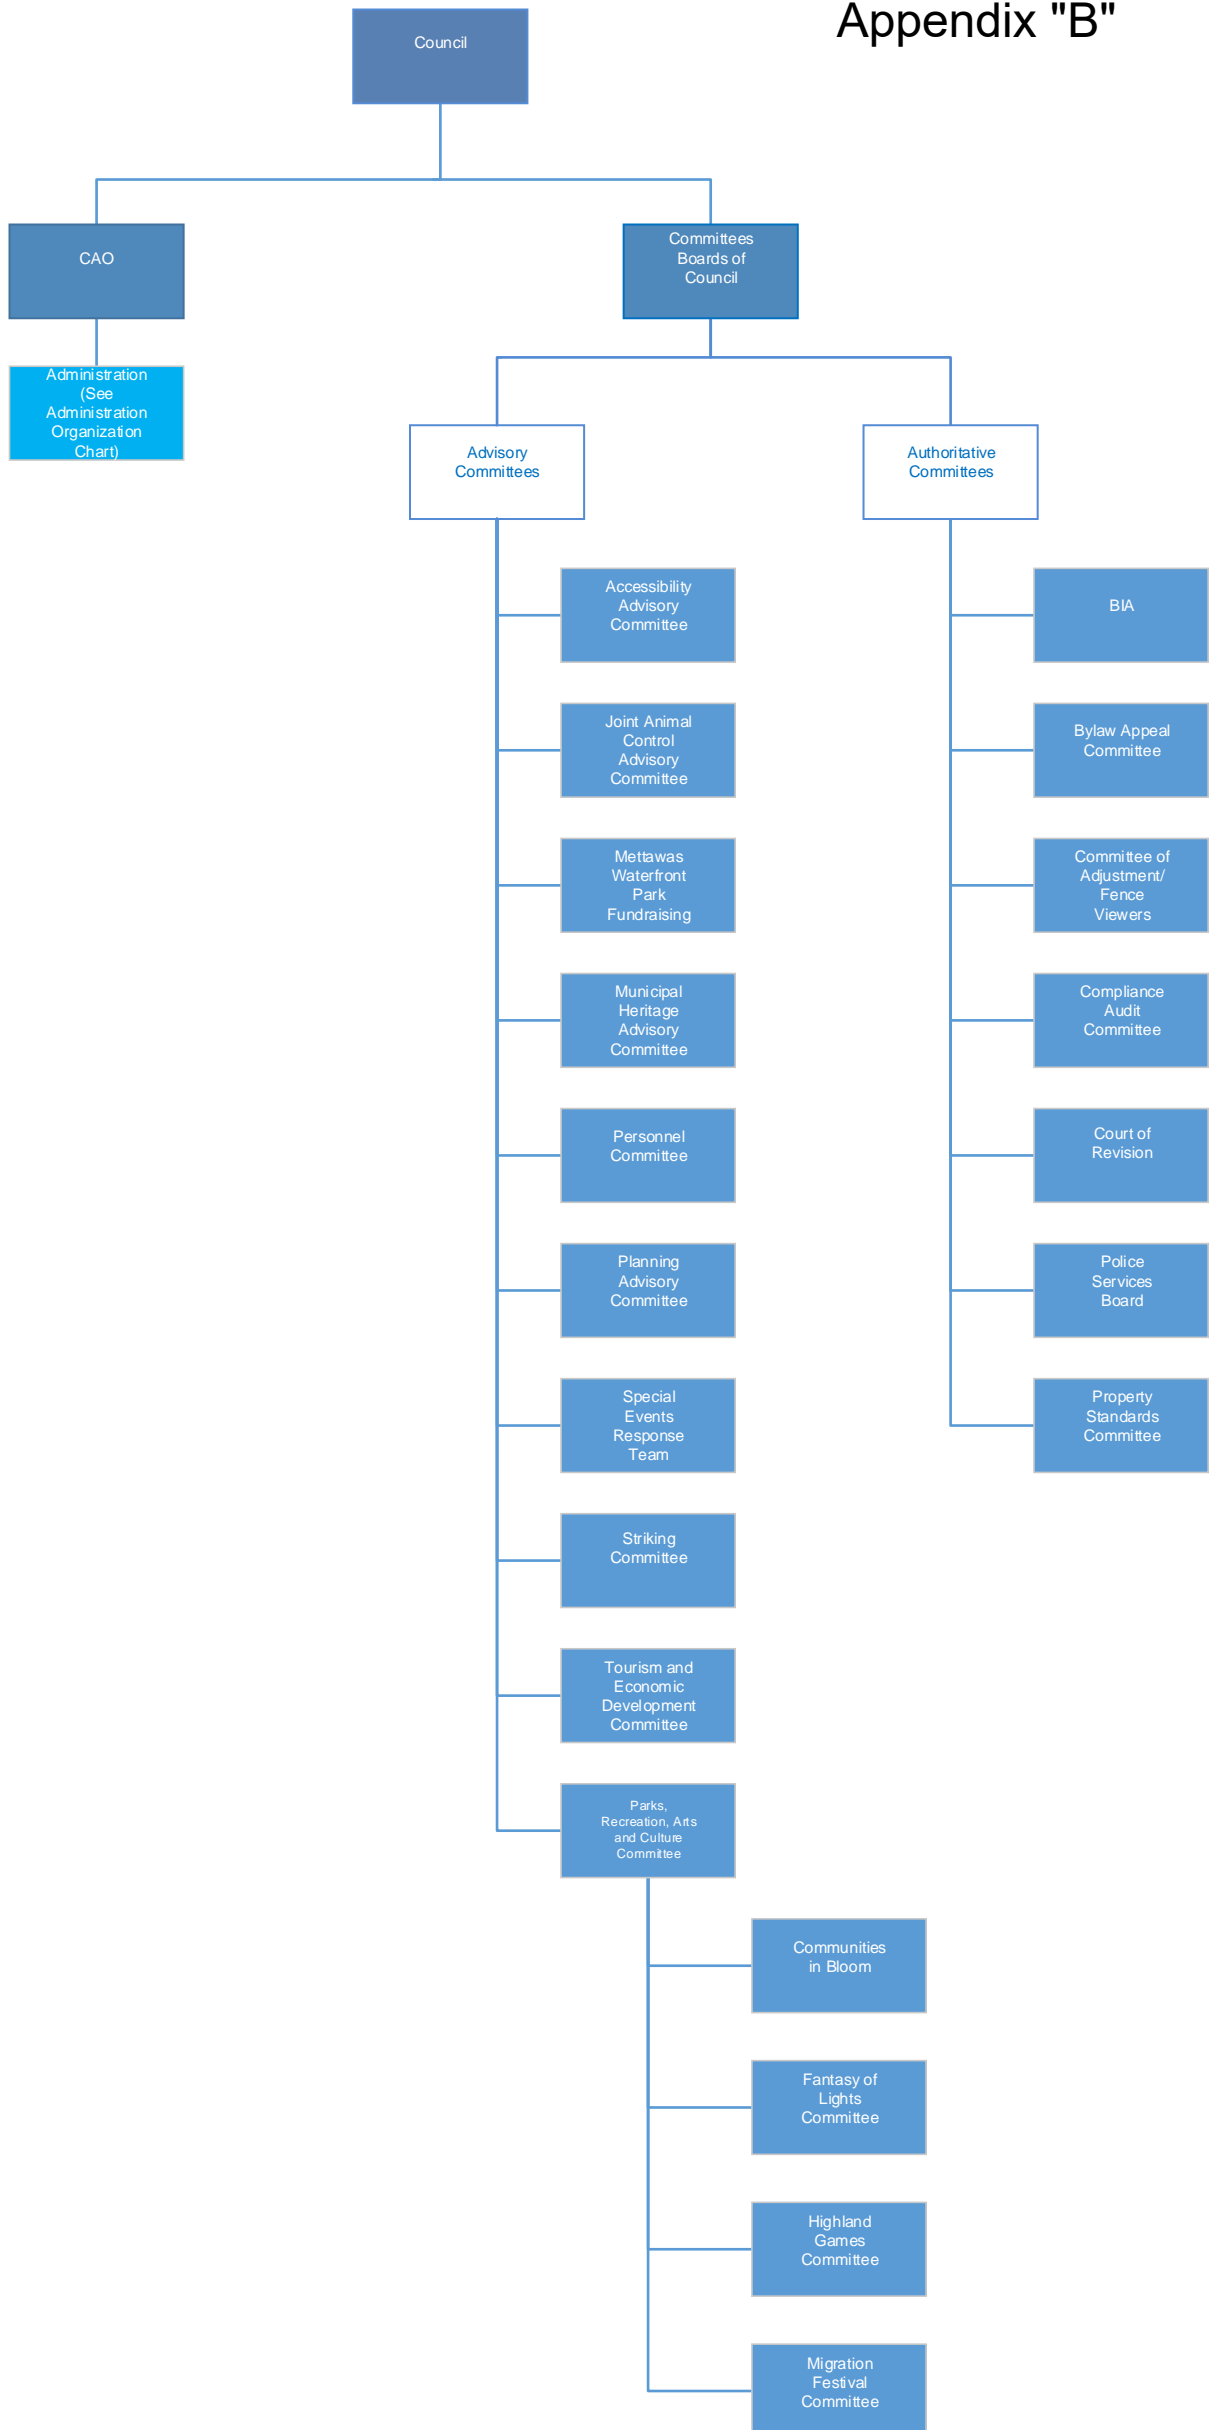 Appendix "B"
Council
CAO
Committees
Boards of
Council
Administration
(See
Administration
Organization
Chart)
Advisory
Committees
Authoritative
Committees
Accessibility
Advisory
Committee
BIA
Joint Animal
Control
Advisory
Committee
Bylaw Appeal
Committee
Mettawas
Waterfront
Park
Fundraising
Committee of
Adjustment/
Fence
Viewers
Municipal
Heritage
Advisory
Committee
Compliance
Audit
Committee
Personnel
Committee
Court of
Revision
Planning
Advisory
Committee
Police
Services
Board
Special
Events
Response
Team
Property
Standards
Committee
Striking
Committee
Tourism and
Economic
Development
Committee
Parks,
Recreation, Arts
and Culture
Committee
Communities
in Bloom
Fantasy of
Lights
Committee
Highland
Games
Committee
Migration
Festival
Committee